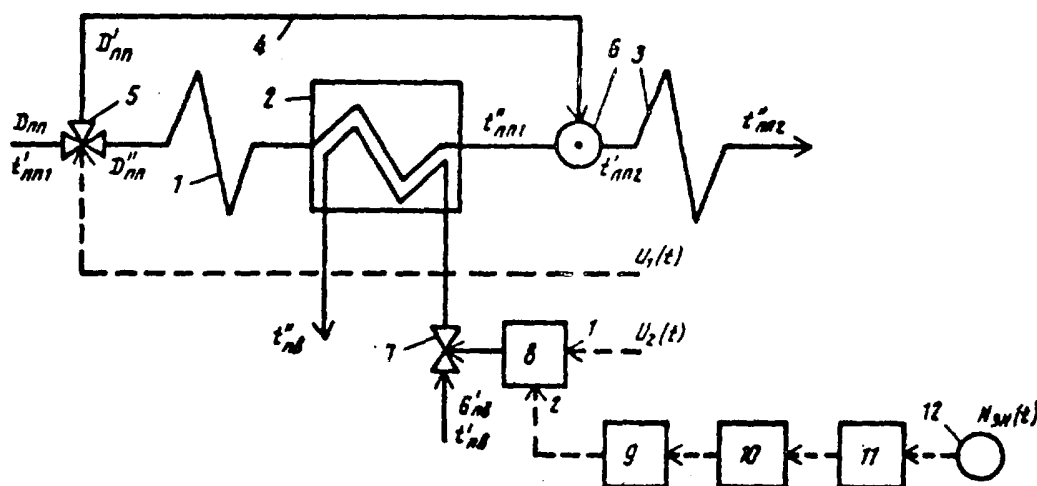 D'пп
4
6
3
5
2
t"пп1
t"пп2
Dпп
t'пп1
D"пп
t'пп2
1
U₁(t)
t"пв
7
8
1
U₂(t)
G'пв
2
t'пв
12
Nэн(t)
9
10
11